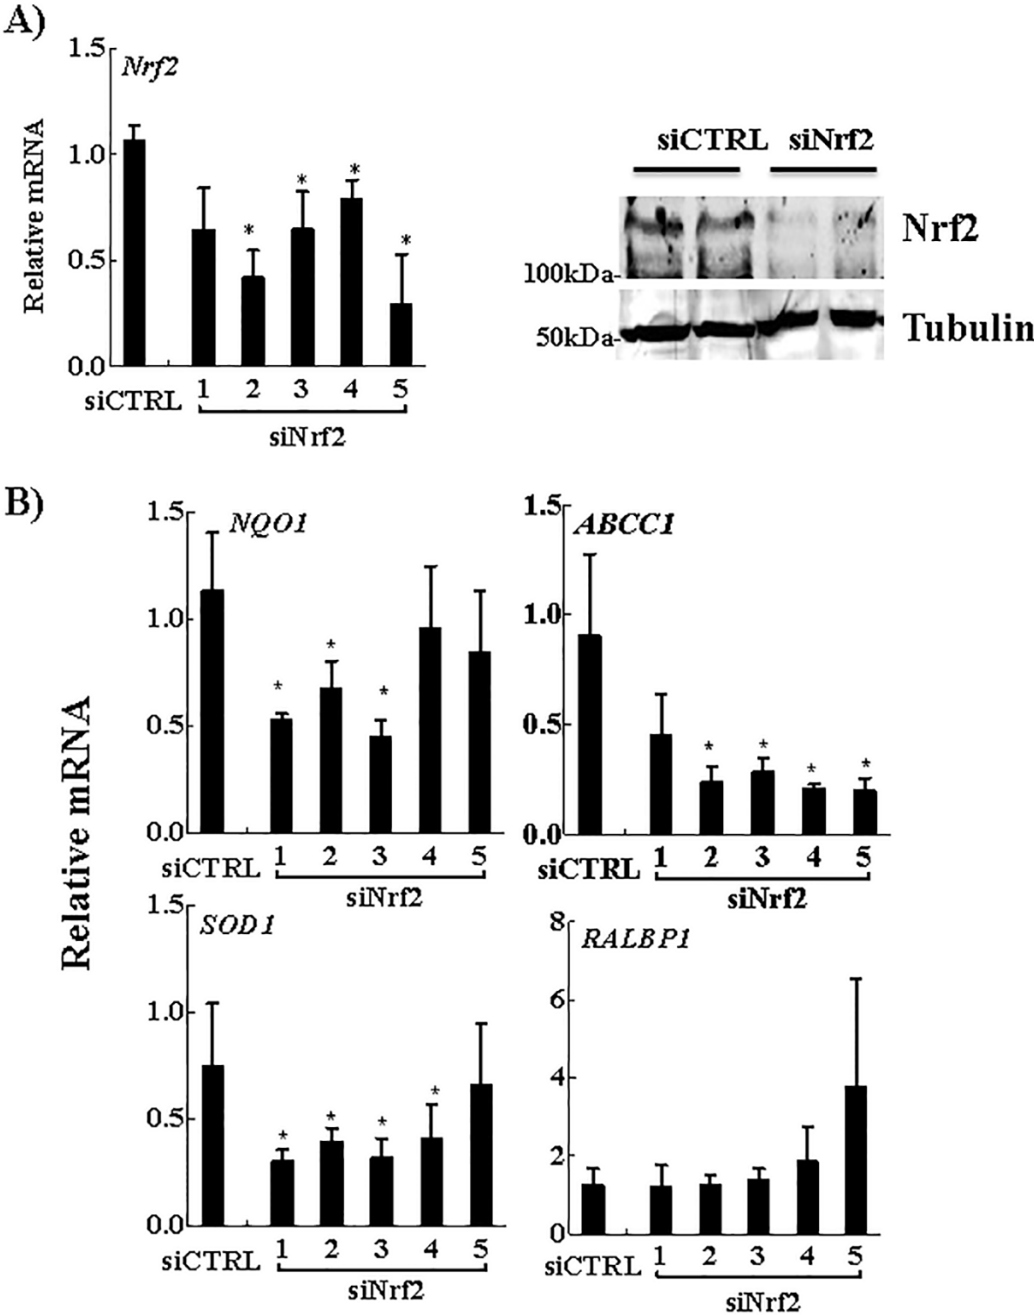 A)
1.5
Nrf2
1.0
0.5
0.0
Relative mRNA
*
*
*
*
siCTRL
1 2 3 4 5
siNrf2
siCTRL siNrf2
Nrf2
100kDa-
50kDa-
Tubulin
B)
Relative mRNA
1.5
NQO1
1.0
0.5
0.0
*
*
*
siCTRL
1 2 3 4 5
siNrf2
1.5
ABCC1
1.0
0.5
0.0
*
*
*
*
siCTRL
1 2 3 4 5
siNrf2
1.5
SOD1
1.0
0.5
0.0
*
*
*
*
siCTRL
1 2 3 4 5
siNrf2
8
RALBP1
6
4
2
0
siCTRL
1 2 3 4 5
siNrf2